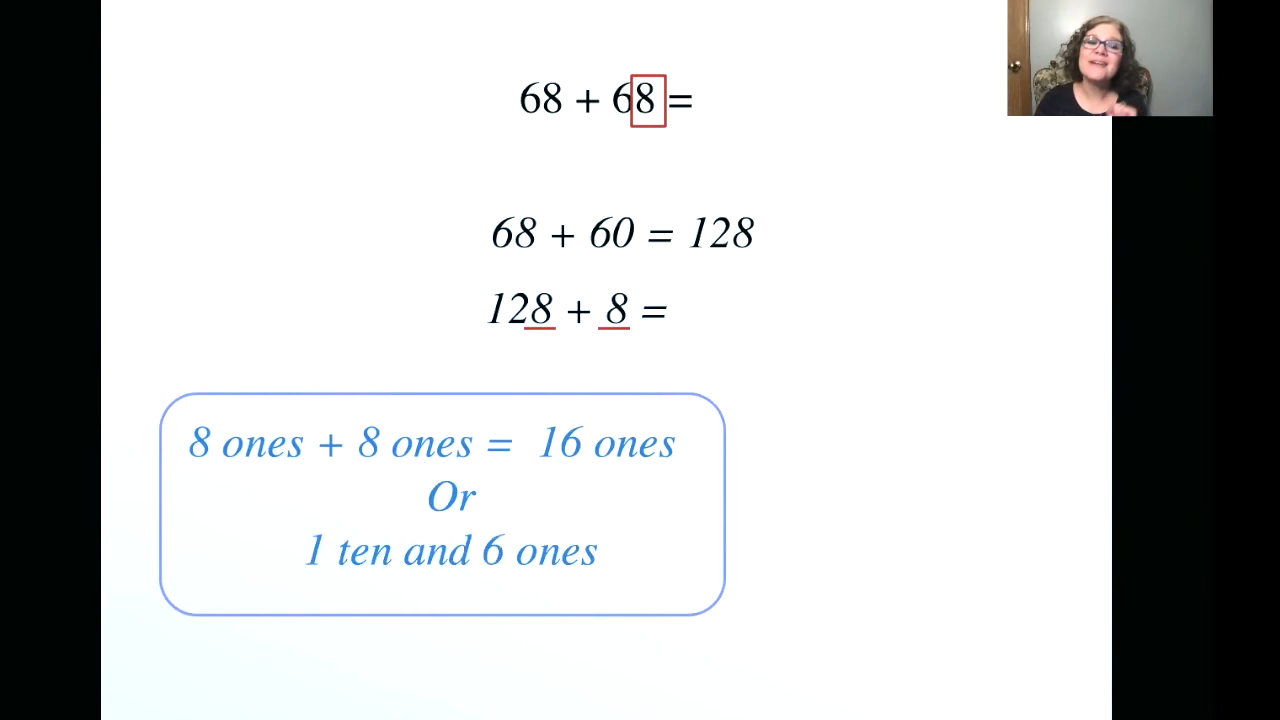 68 + 68 =
68 + 60 = 128
128 + 8 =
8 ones + 8 ones = 16 ones
Or
1 ten and 6 ones